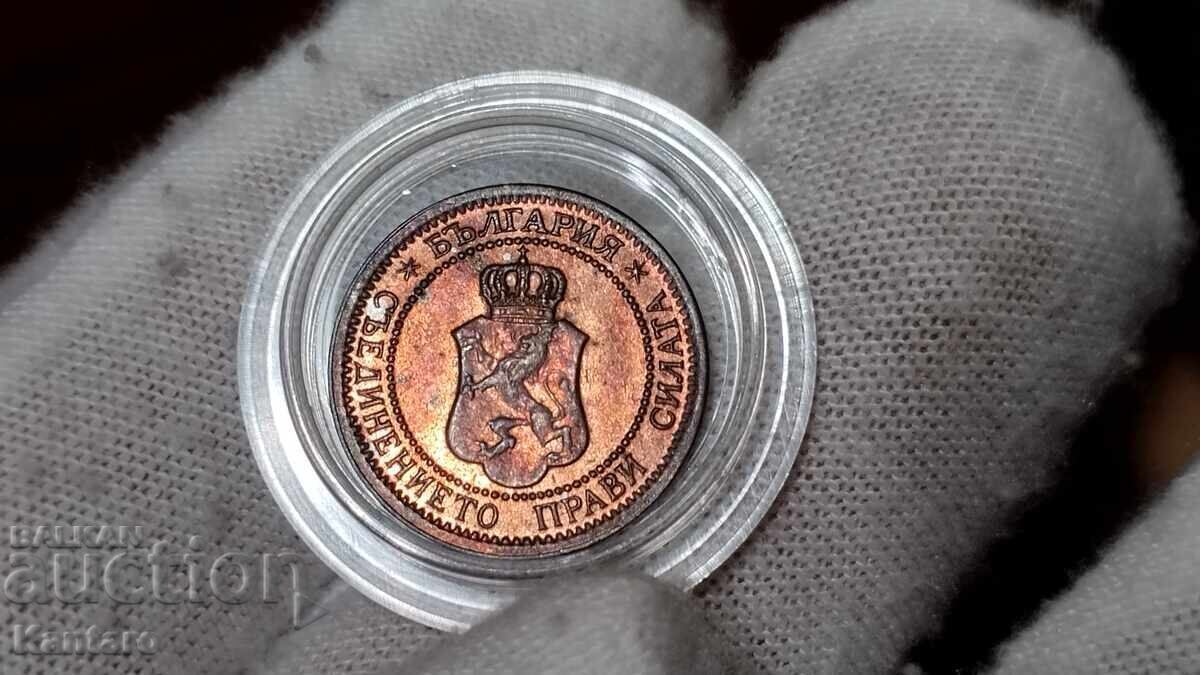 * БЪЛГАРИЯ *
СЪЕДИНЕНИЕТО ПРАВИ СИЛАТА
BALKAN
auction
Kantaro